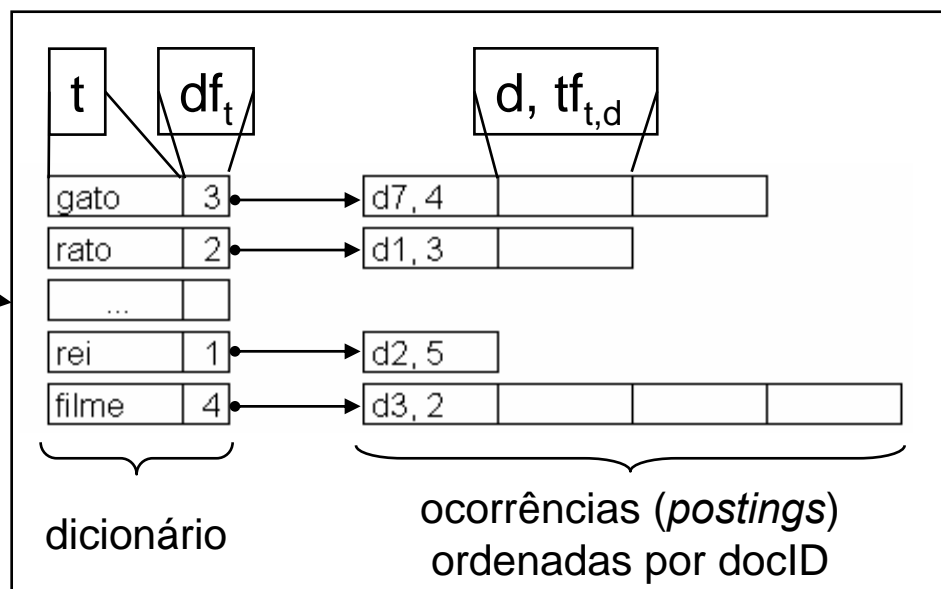 t df_t d, tf_t,d
gato 3 d7, 4
rato 2 d1, 3
...
rei 1 d2, 5
filme 4 d3, 2
dicionário
ocorrências (postings)
ordenadas por docID